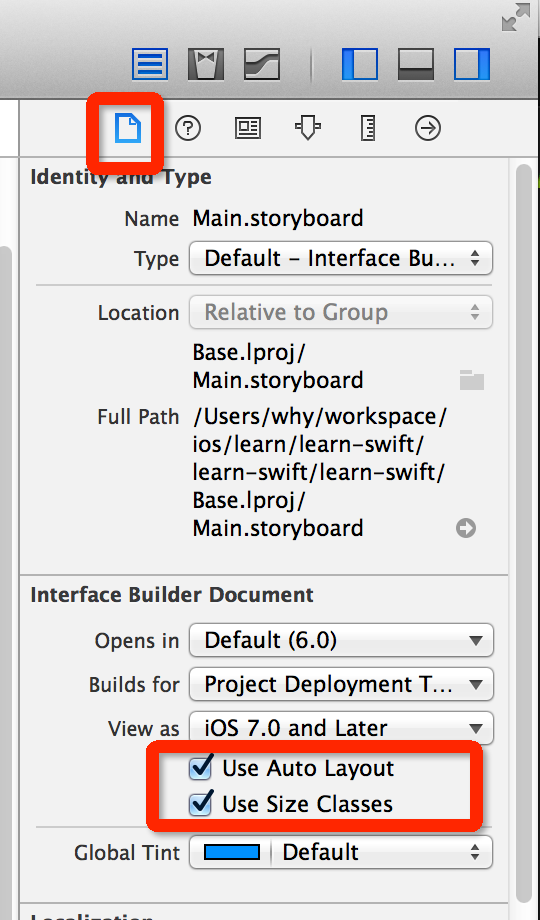 Identity and Type
Name Main.storyboard
Type Default – Interface Bu...
Location Relative to Group
Base.lproj/
Main.storyboard
Full Path /Users/why/workspace/
ios/learn/learn-swift/
learn-swift/learn-swift/
Base.lproj/
Main.storyboard
Interface Builder Document
Opens in Default (6.0)
Builds for Project Deployment T...
View as iOS 7.0 and Later
Use Auto Layout
Use Size Classes
Global Tint Default
Localization